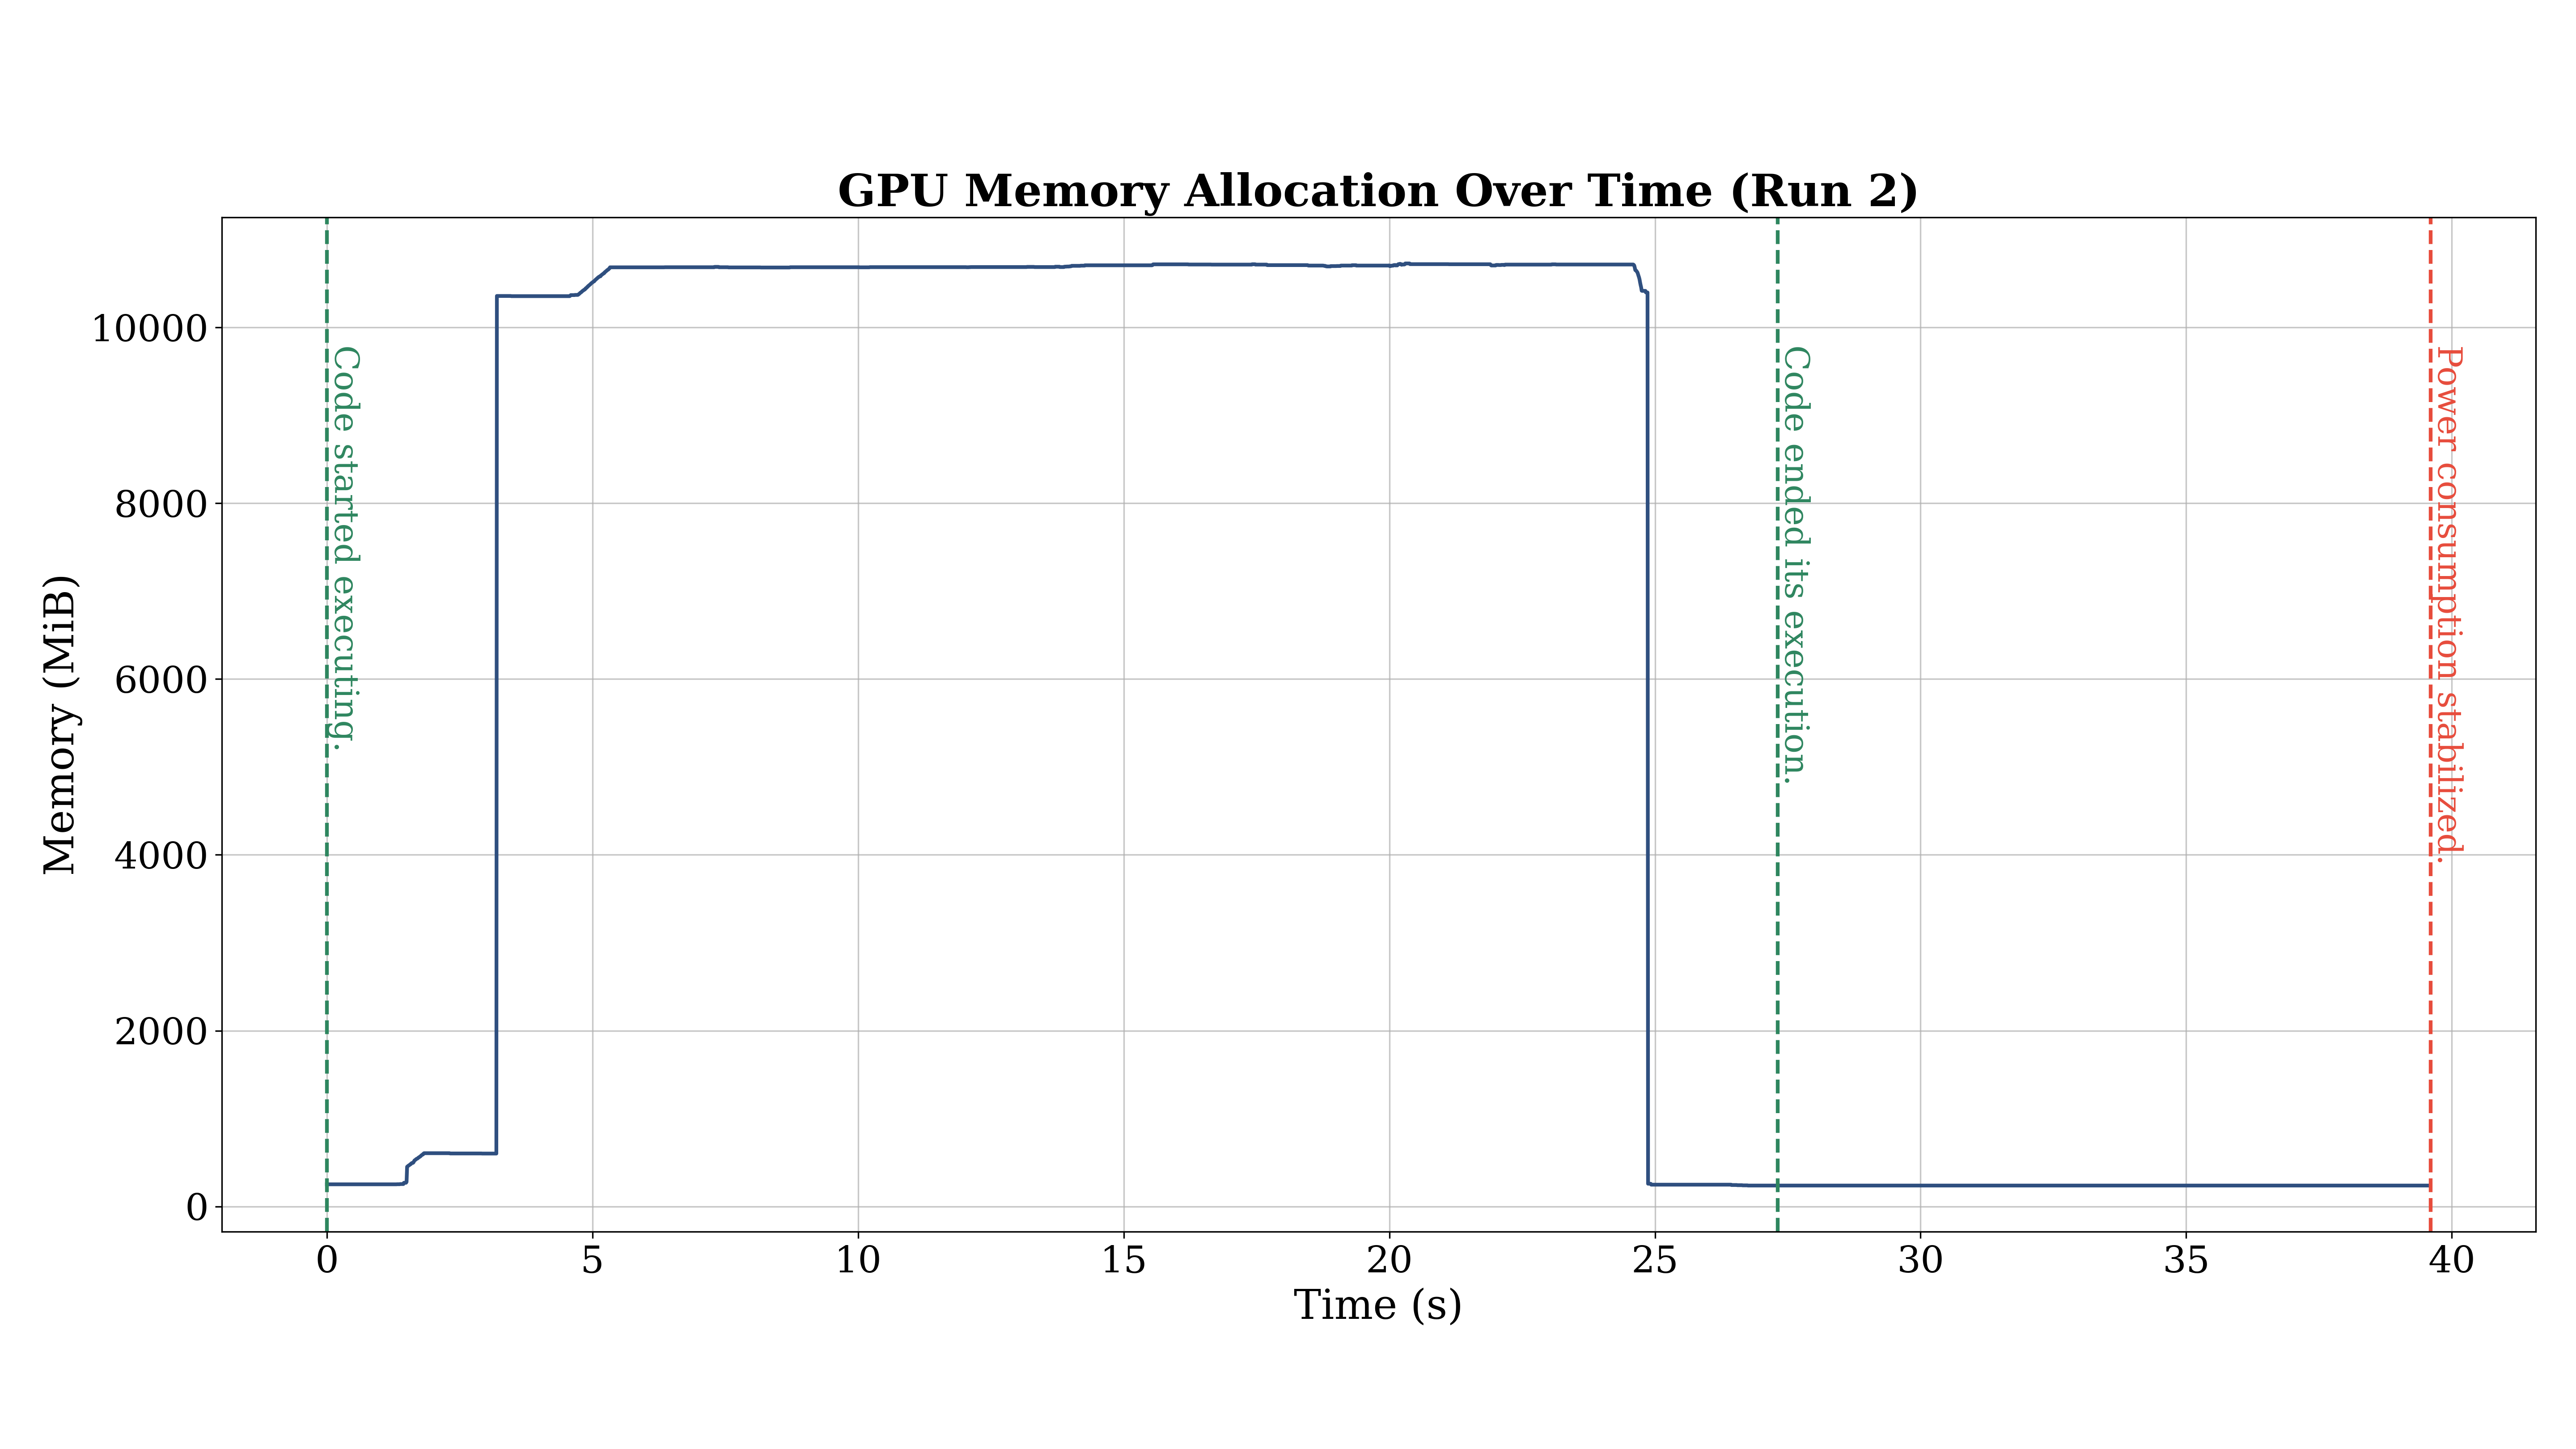 GPU Memory Allocation Over Time (Run 2)
Memory (MiB)
10000
8000
6000
4000
2000
0
Code started executing.
Code ended its execution.
Power consumption stabilized.
0 5 10 15 20 25 30 35 40
Time (s)